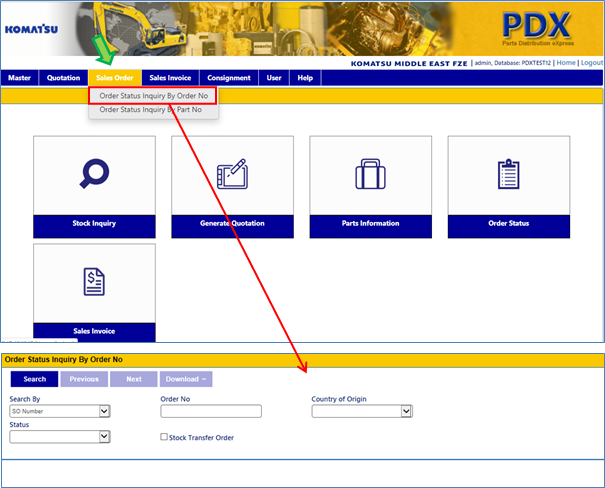 KOMATSU
PDX
Parts Distribution eXpress
KOMATSU MIDDLE EAST FZE | admin, Database: PDXTEST12 | Home | Logout
Master Quotation Sales Order Sales Invoice Consignment User Help
Order Status Inquiry By Order No
Order Status Inquiry By Part No
Stock Inquiry Generate Quotation Parts Information Order Status
Sales Invoice
Order Status Inquiry By Order No
Search Previous Next Download
Search By Order No Country of Origin
SO Number
Status
Stock Transfer Order